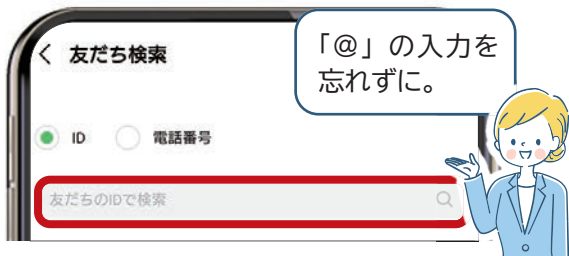 友だち検索
「@」の入力を
忘れずに。
ID 電話番号
友だちのIDで検索